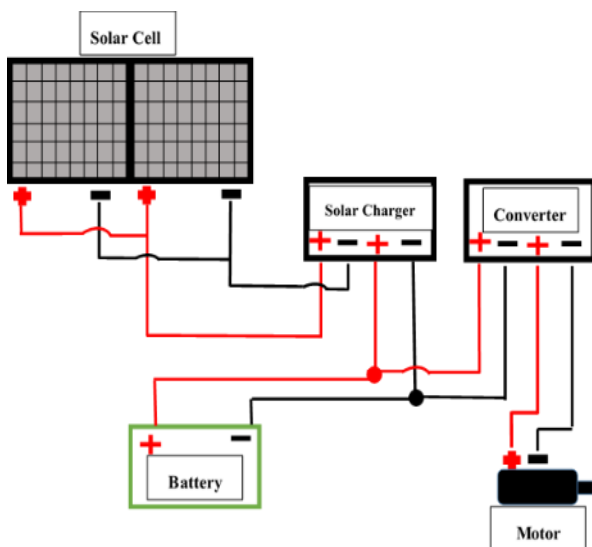 Solar Cell
Solar Charger
Converter
Battery
Motor